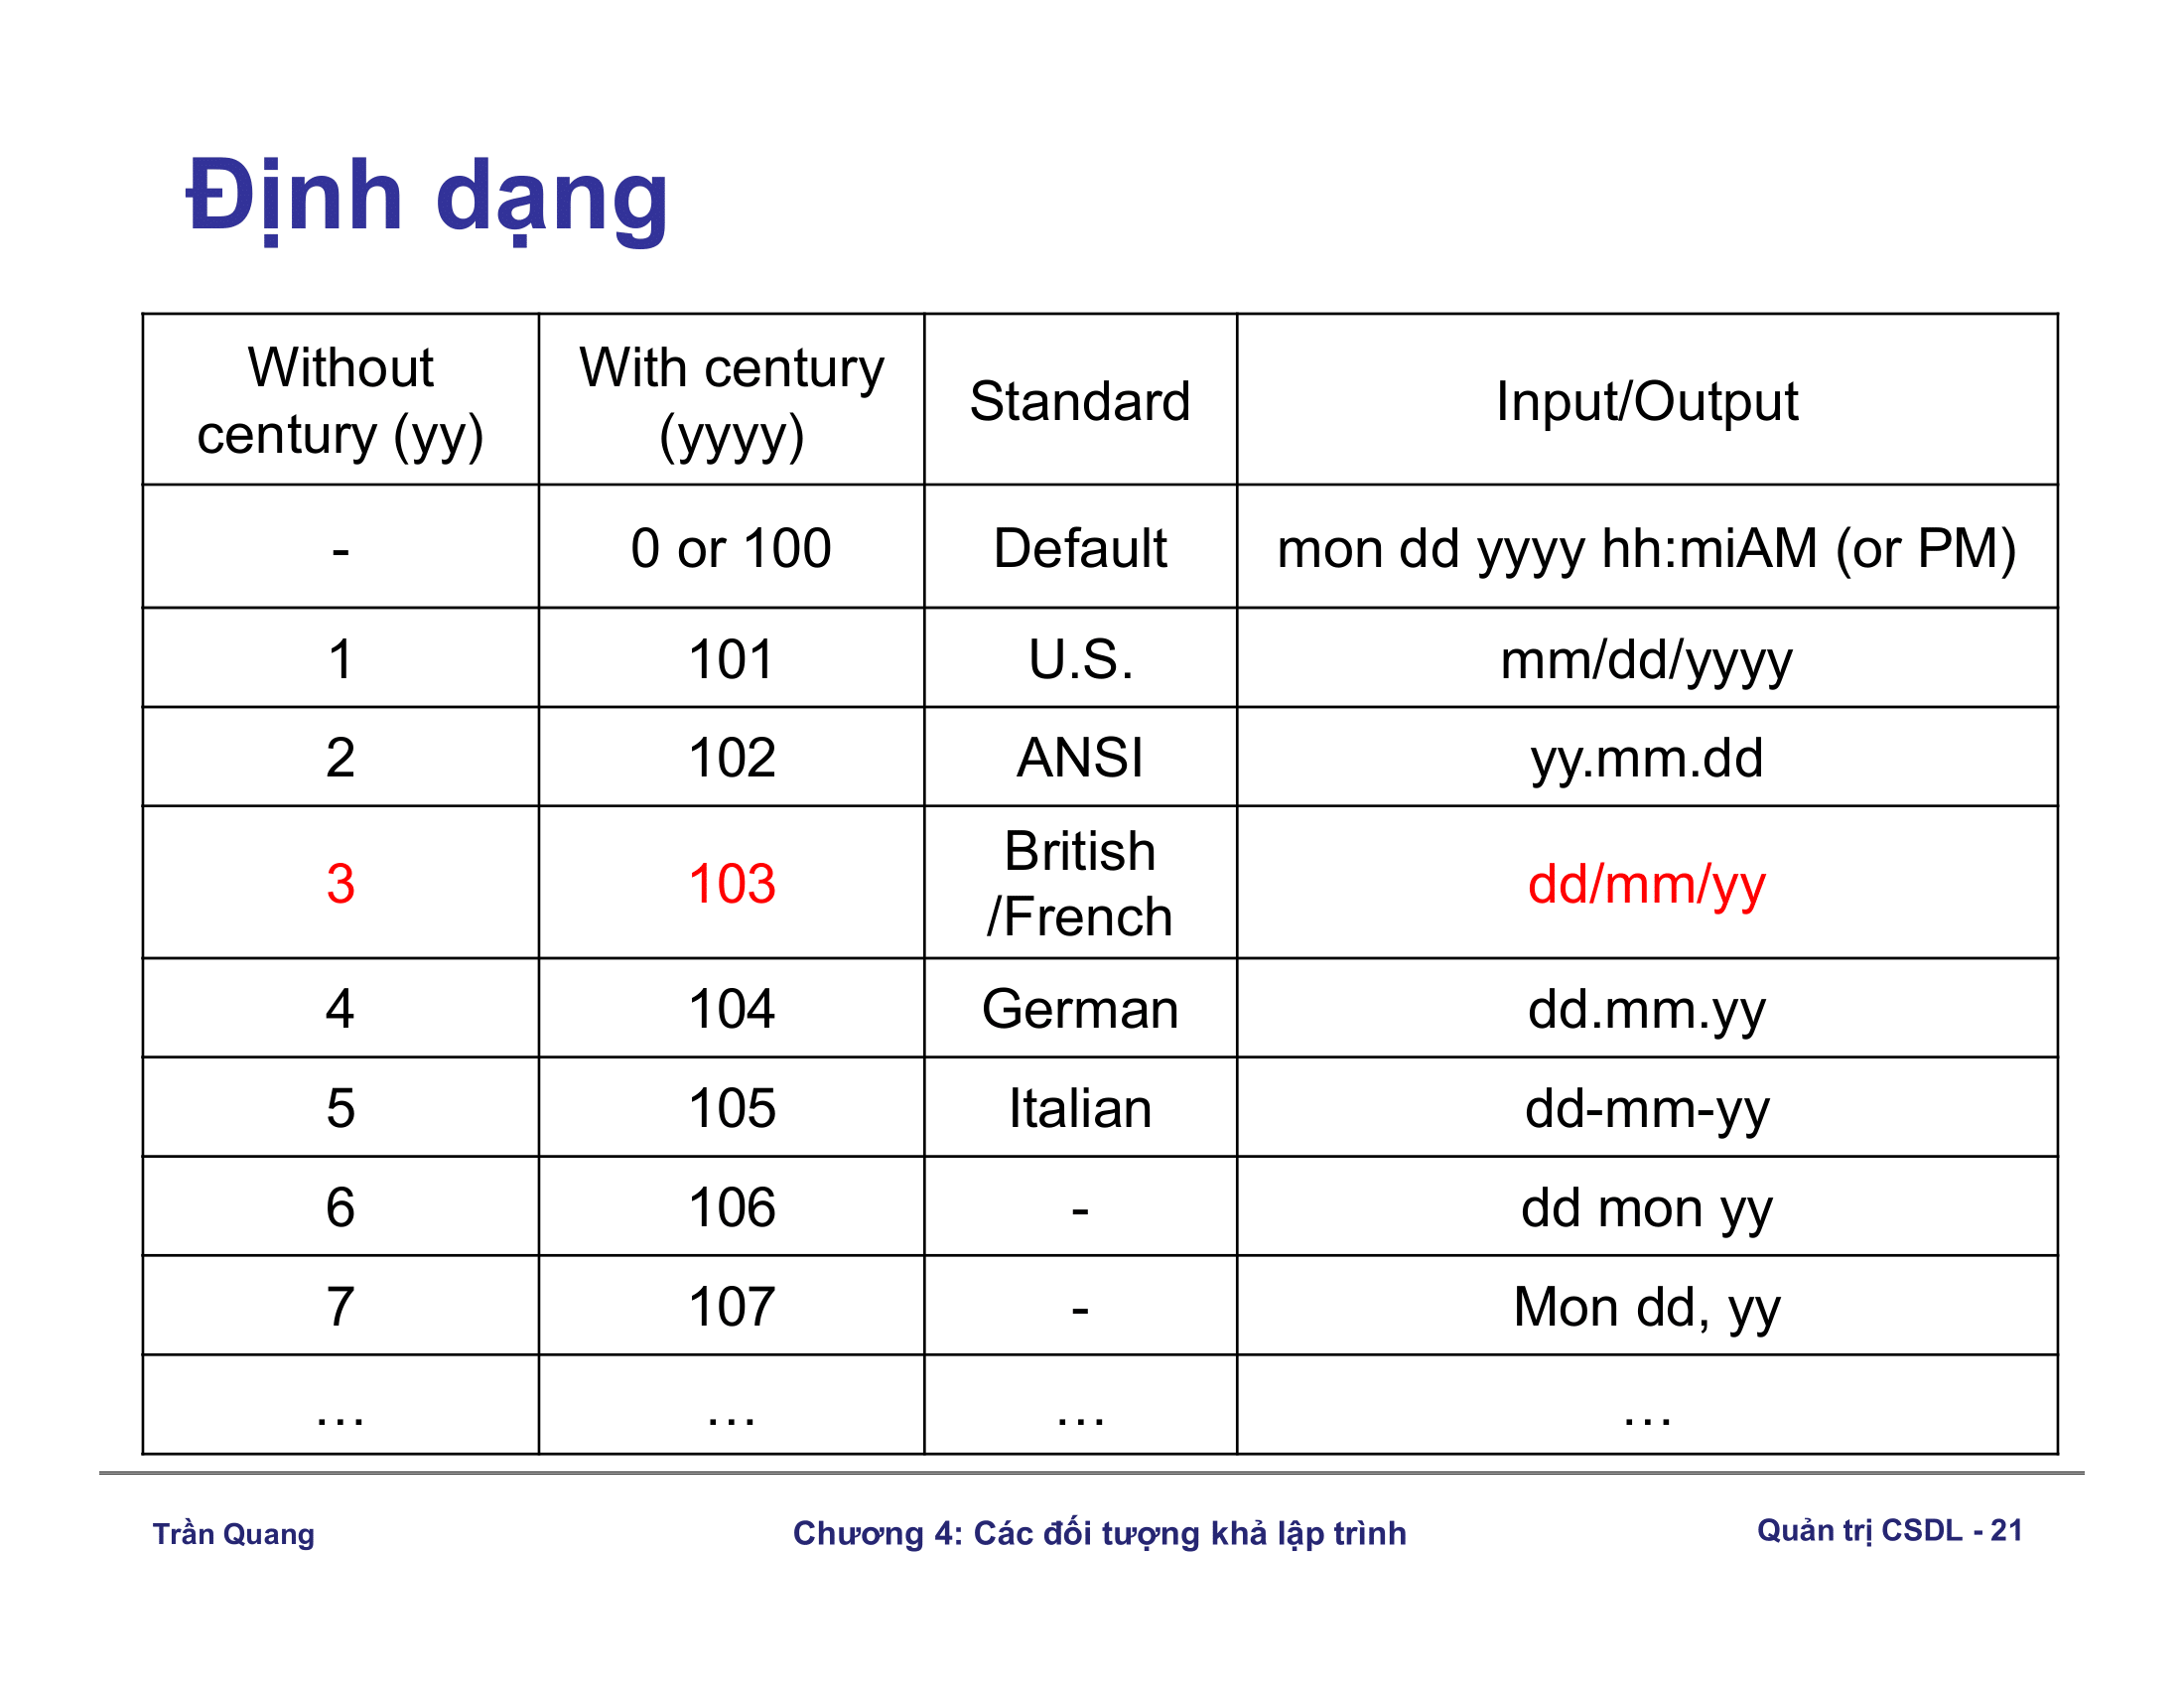 Định dạng
Without century (yy) With century (yyyy) Standard Input/Output
- 0 or 100 Default mon dd yyyy hh:miAM (or PM)
1 101 U.S. mm/dd/yyyy
2 102 ANSI yy.mm.dd
3 103 British /French dd/mm/yy
4 104 German dd.mm.yy
5 105 Italian dd-mm-yy
6 106 - dd mon yy
7 107 - Mon dd, yy
… … … …
Trần Quang Chương 4: Các đối tượng khả lập trình Quản trị CSDL - 21